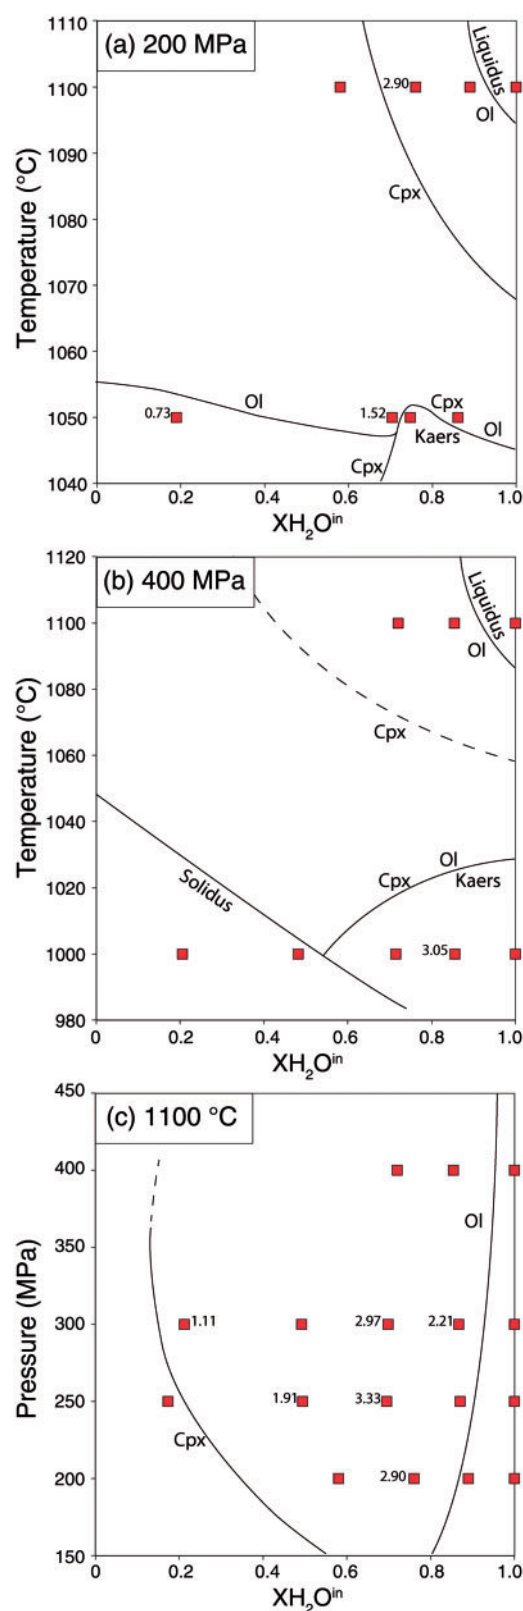 (a) 200 MPa
Temperature (°C)
1110
1100
1090
1080
1070
1060
1050
1040
2.90
Liquidus
Ol
Cpx
Ol
0.73
1.52
Cpx
Kaers
Ol
Cpx
0 0.2 0.4 0.6 0.8 1.0
XH₂Oⁱⁿ
(b) 400 MPa
Temperature (°C)
1120
1100
1080
1060
1040
1020
1000
980
Liquidus
Ol
Cpx
Solidus
Ol
Cpx
Kaers
3.05
0 0.2 0.4 0.6 0.8 1.0
XH₂Oⁱⁿ
(c) 1100 °C
Pressure (MPa)
450
400
350
300
250
200
150
Ol
1.11
2.97
2.21
1.91
3.33
Cpx
2.90
0 0.2 0.4 0.6 0.8 1.0
XH₂Oⁱⁿ